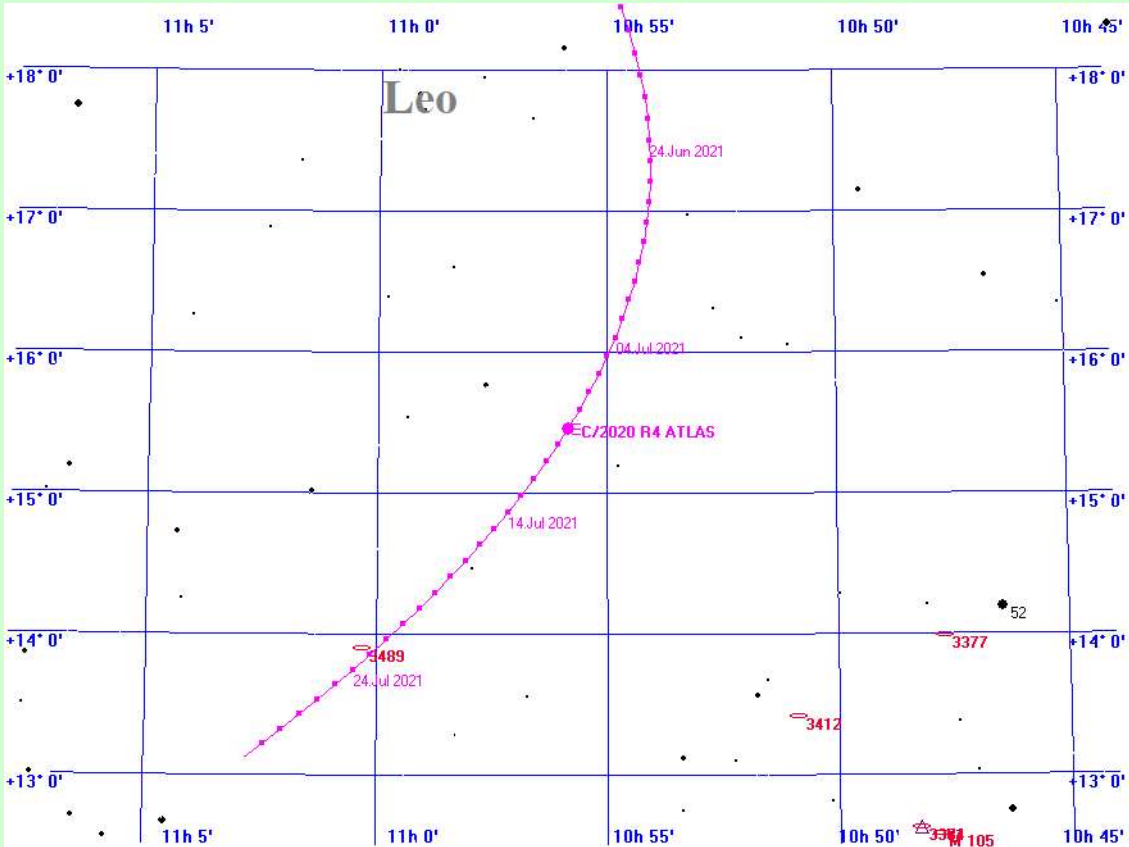 11h 5' 11h 0' 10h 55' 10h 50' 10h 45'
+18° 0' +18° 0'
Leo
24.Jun 2021
+17° 0' +17° 0'
04.Jul 2021
+16° 0' +16° 0'
C/2020 R4 ATLAS
+15° 0' +15° 0'
14.Jul 2021
52
+14° 0' +14° 0'
3377
3489
24.Jul 2021
3412
+13° 0' +13° 0'
11h 5' 11h 0' 10h 55' 10h 50' 10h 45'
M 105